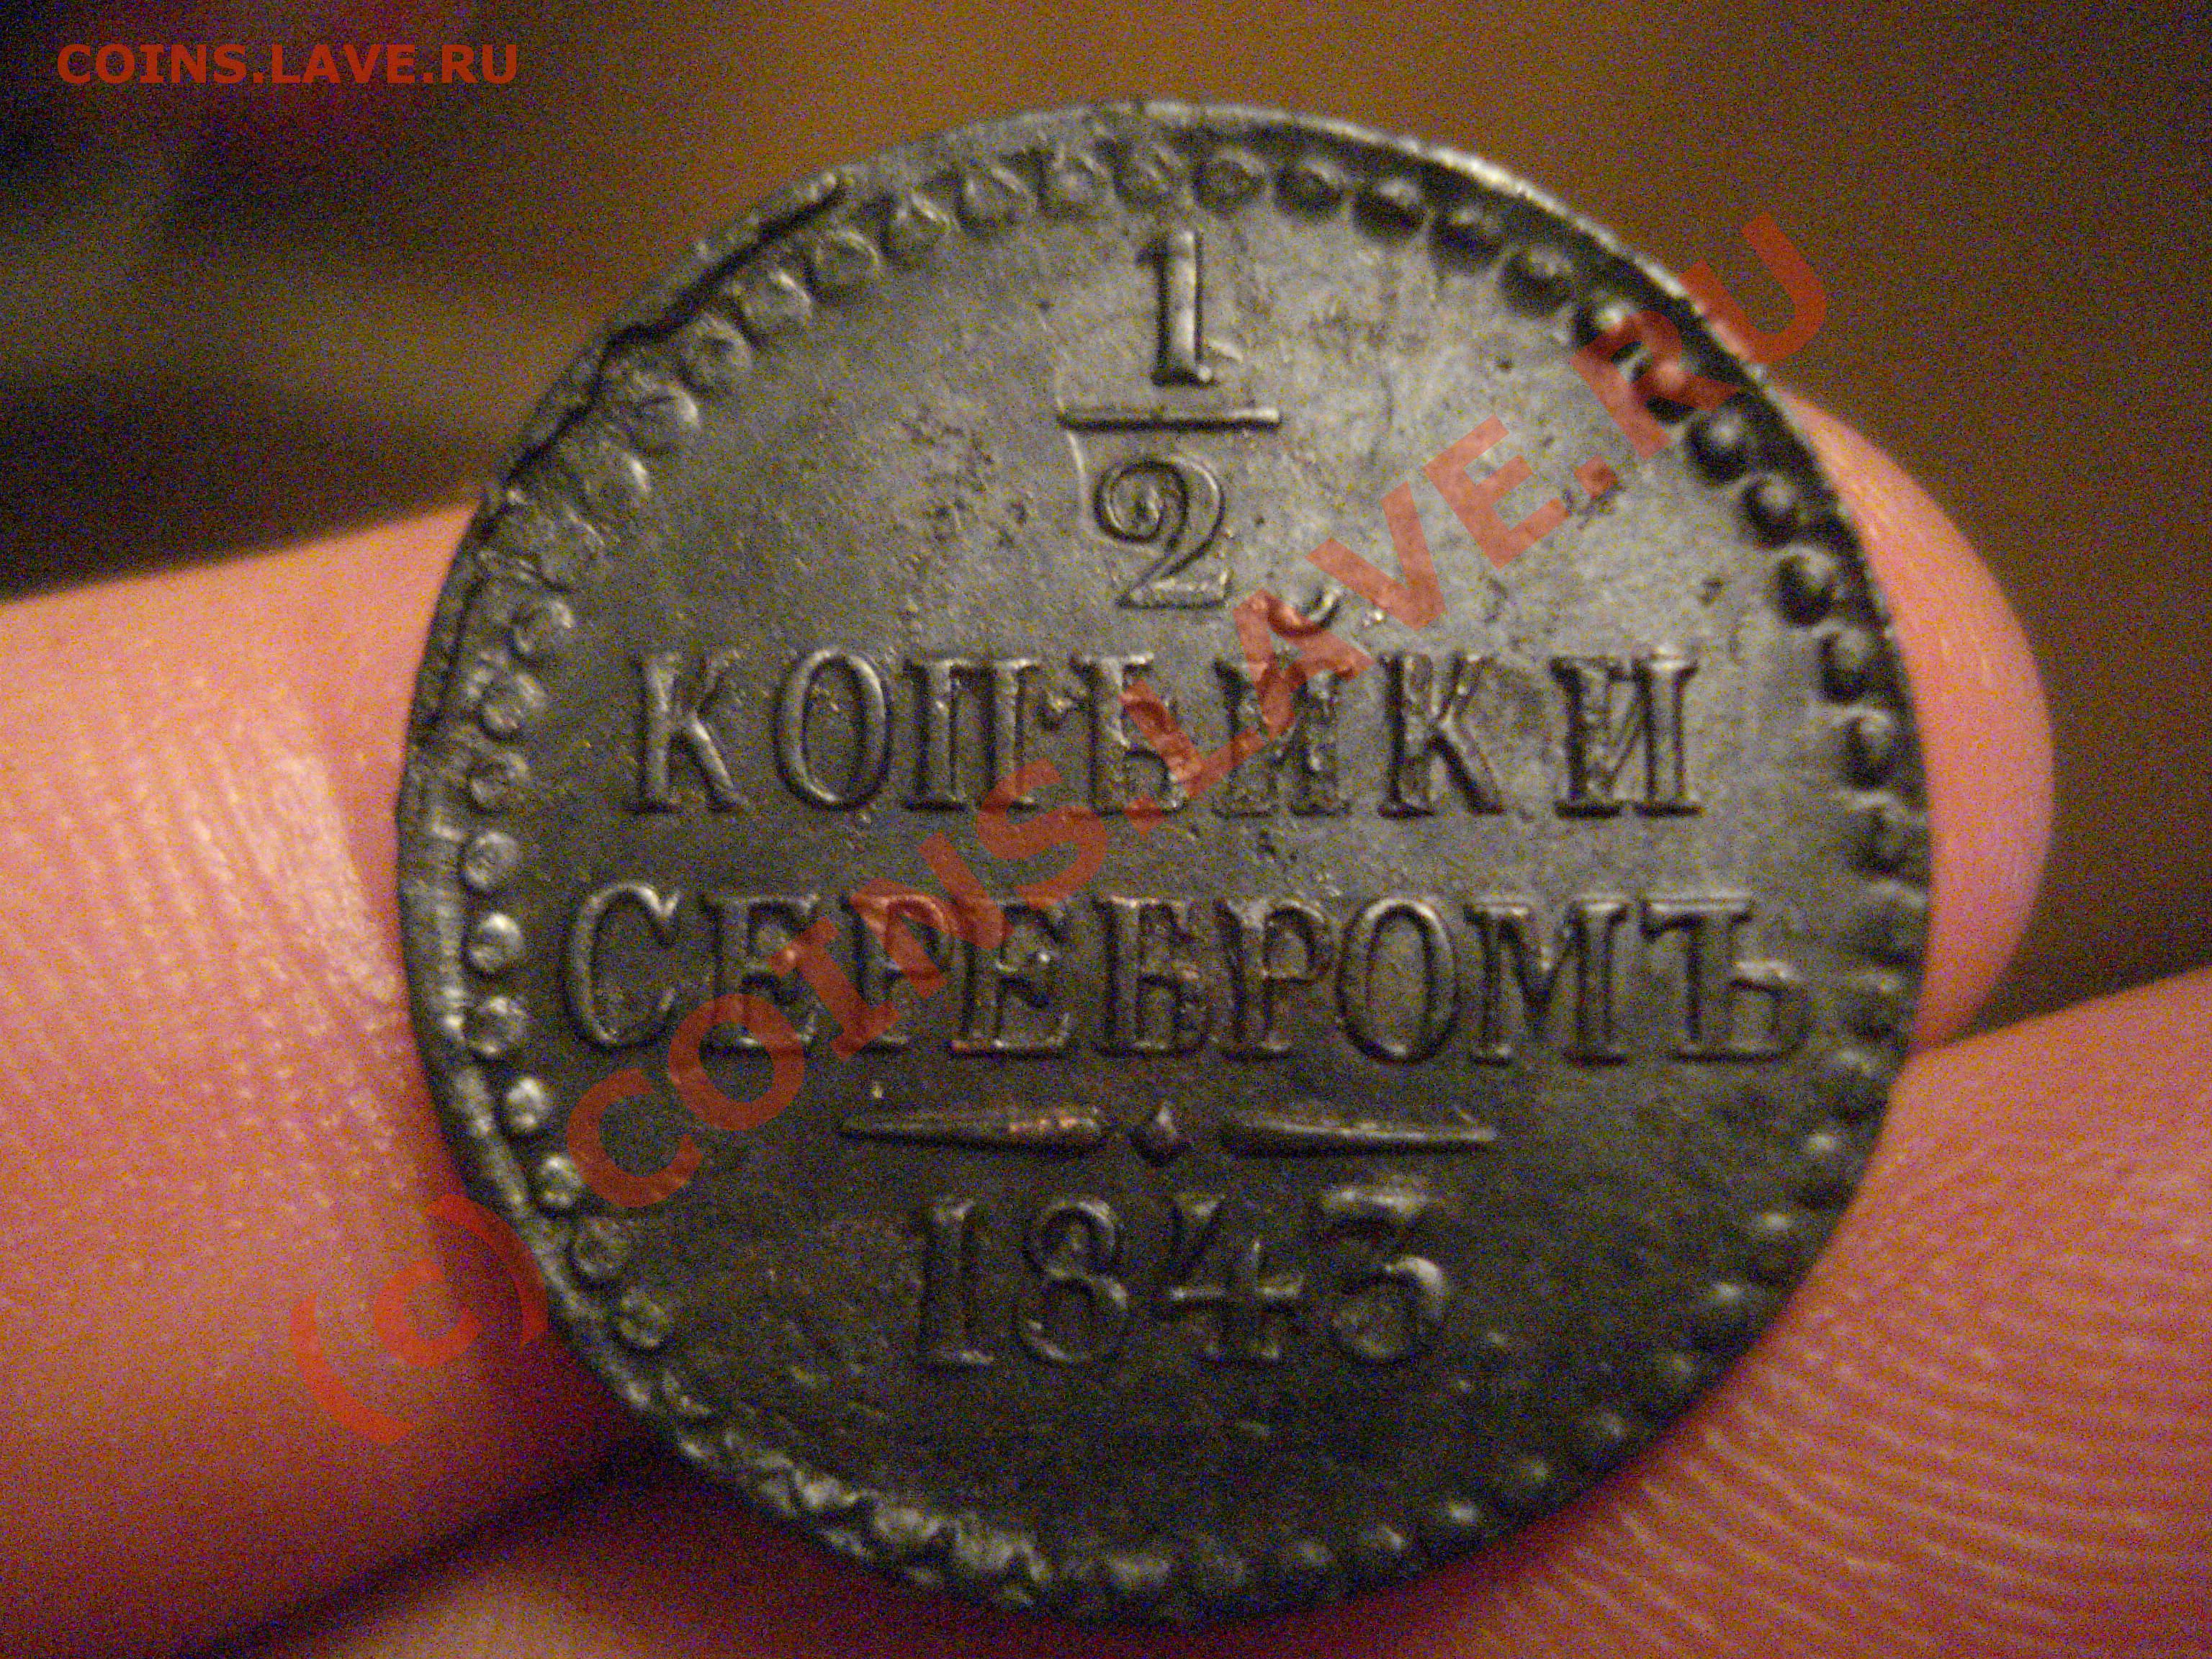 COINS.LAVE.RU
1
2
КОПѢЙКИ
СЕРЕБРОМЪ
1843
(c) COINS.LAVE.RU